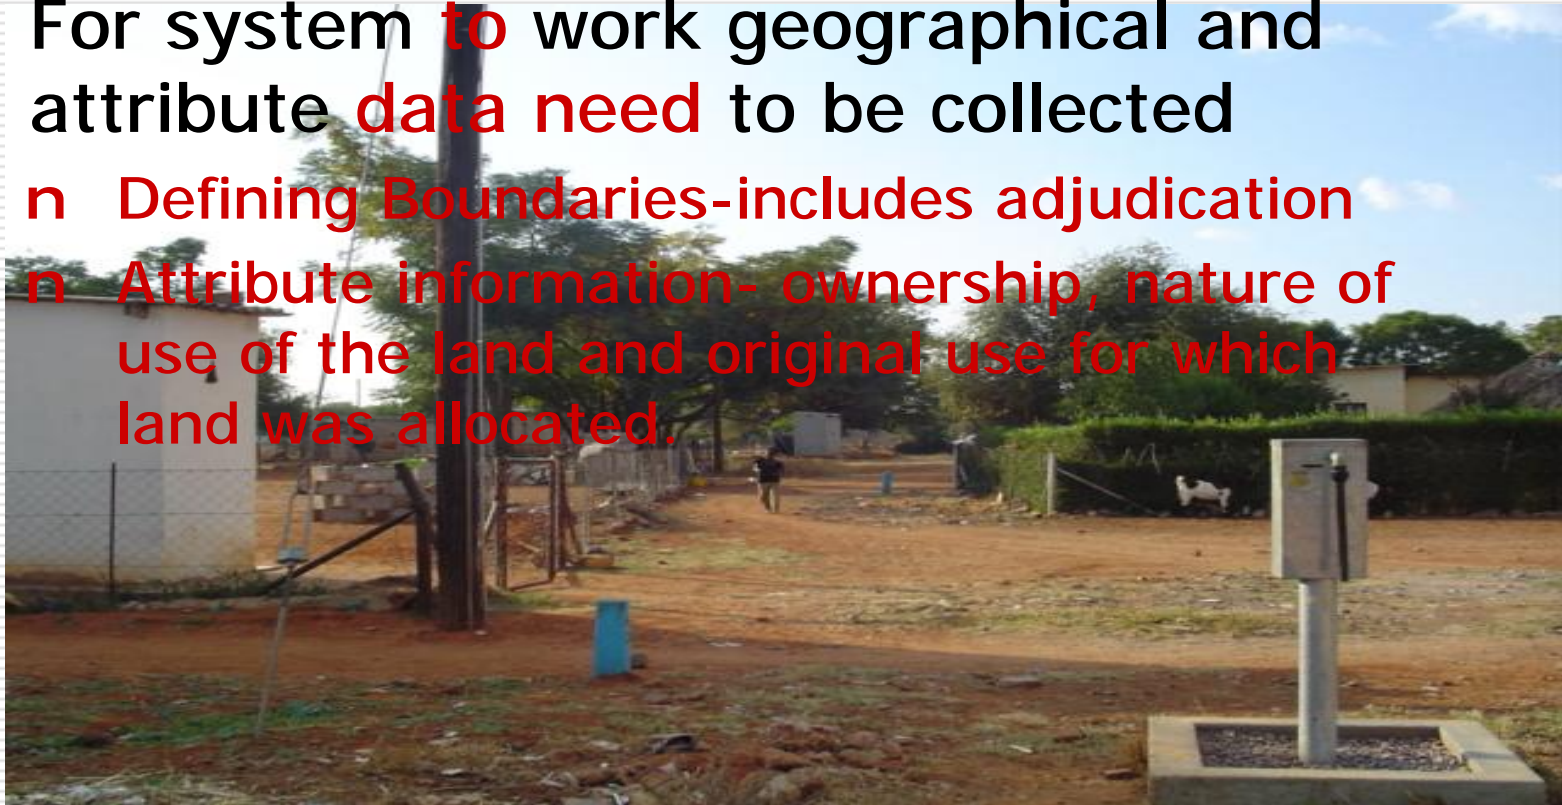 For system to work geographical and
attribute data need to be collected
n Defining Boundaries-includes adjudication
n Attribute information- ownership, nature of
use of the land and original use for which
land was allocated.